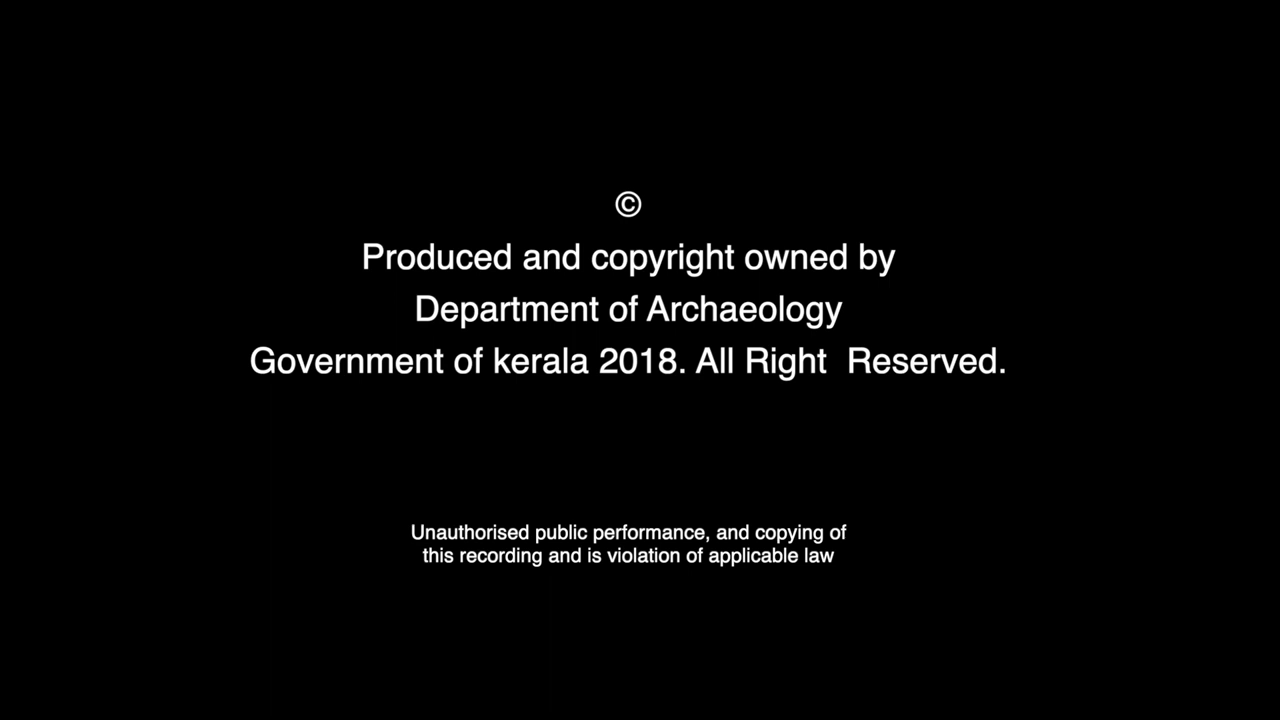 ©
Produced and copyright owned by
Department of Archaeology
Government of kerala 2018. All Right  Reserved.
Unauthorised public performance, and copying of
this recording and is violation of applicable law